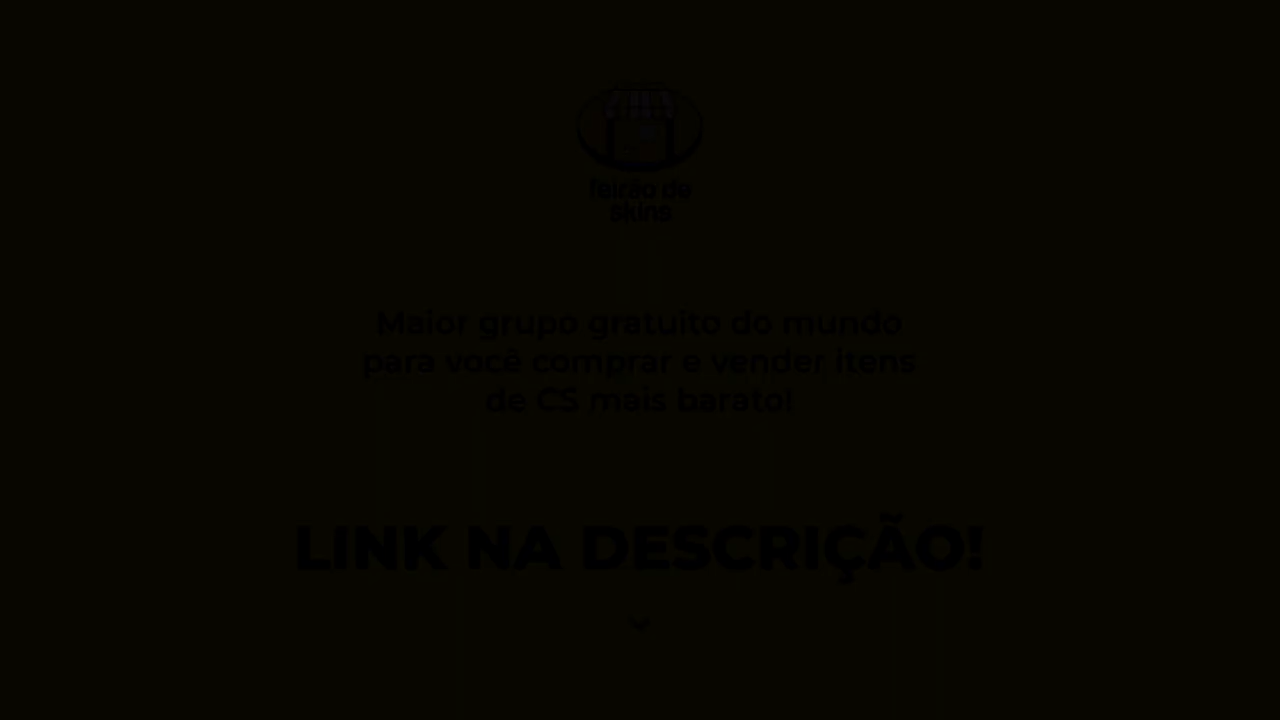 feirão de
skins
Maior grupo gratuito do mundo
para você comprar e vender itens
de CS mais barato!
LINK NA DESCRIÇÃO!